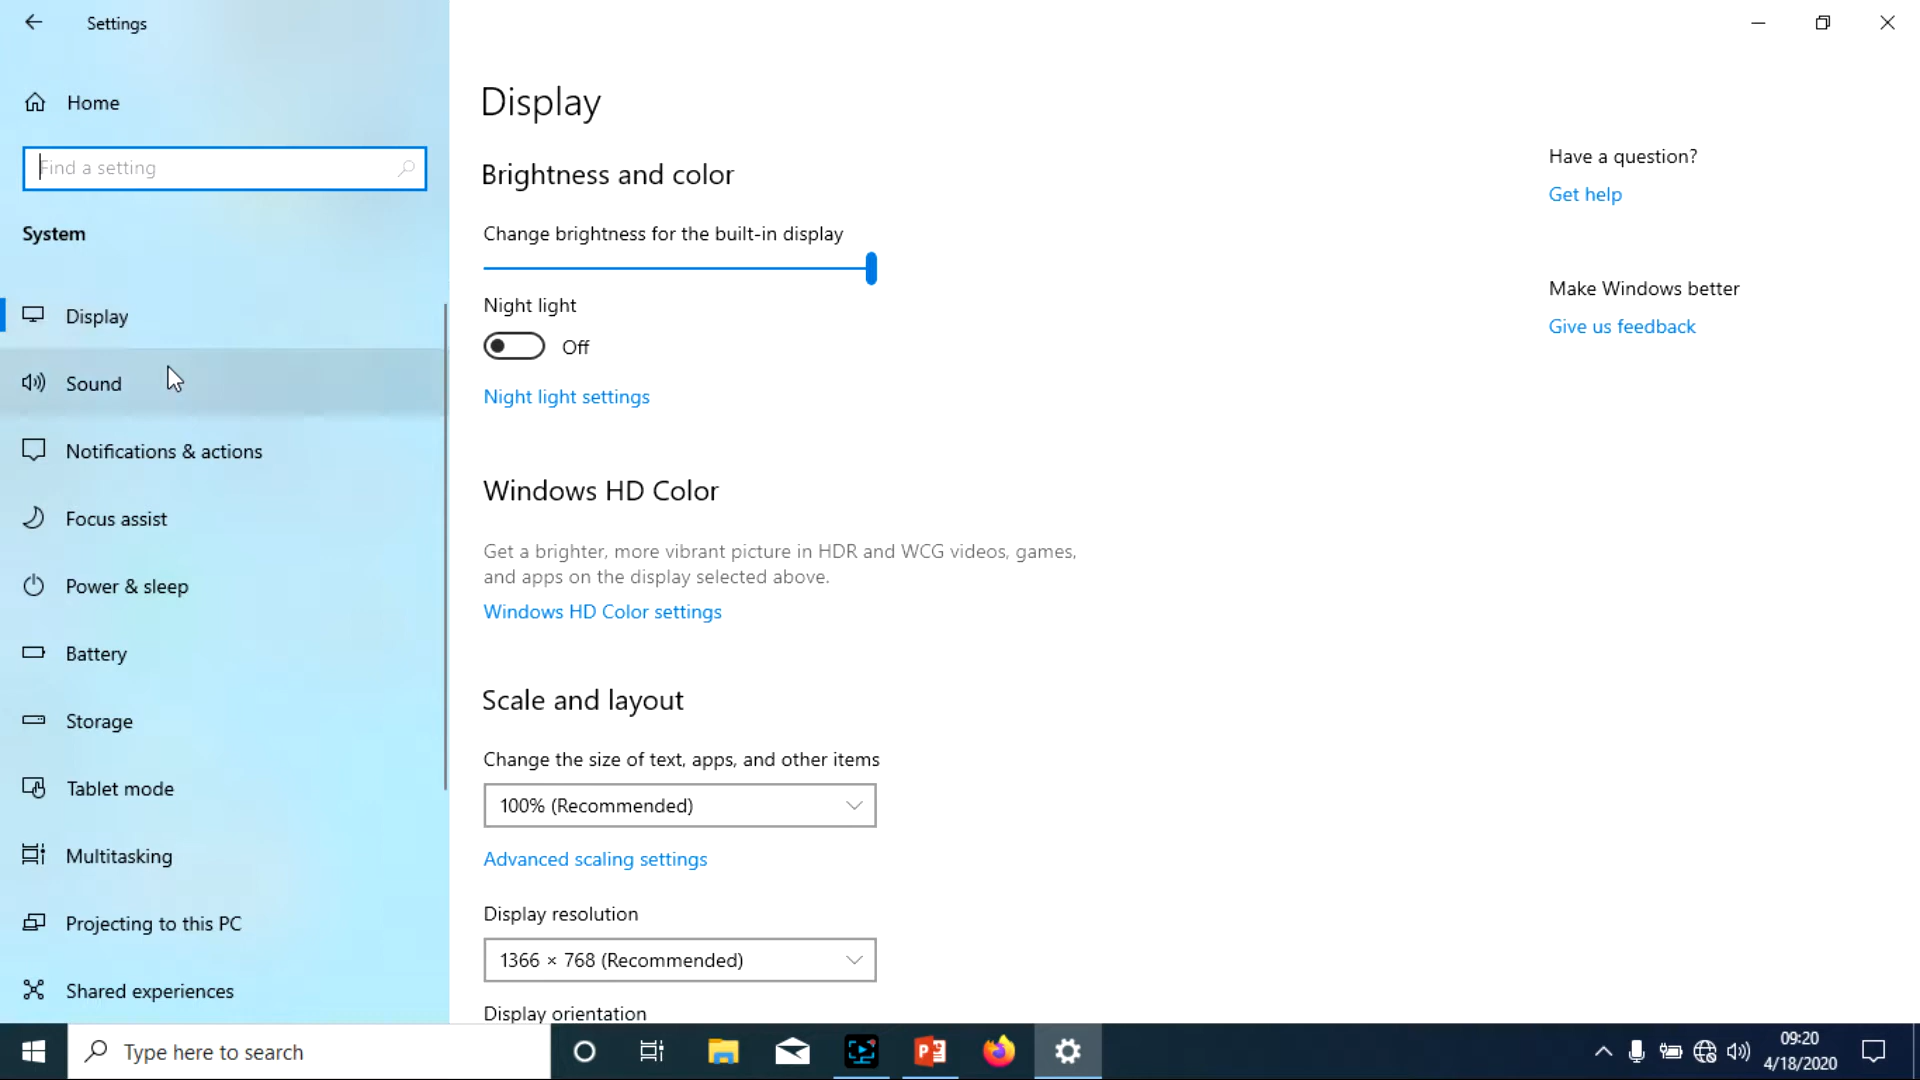 Settings
Home
Find a setting
System
Display
Sound
Notifications & actions
Focus assist
Power & sleep
Battery
Storage
Tablet mode
Multitasking
Projecting to this PC
Shared experiences
Display
Brightness and color
Change brightness for the built-in display
Night light
Off
Night light settings
Windows HD Color
Get a brighter, more vibrant picture in HDR and WCG videos, games,
and apps on the display selected above.
Windows HD Color settings
Scale and layout
Change the size of text, apps, and other items
100% (Recommended)
Advanced scaling settings
Display resolution
1366 × 768 (Recommended)
Display orientation
Have a question?
Get help
Make Windows better
Give us feedback
Type here to search
09:20
4/18/2020